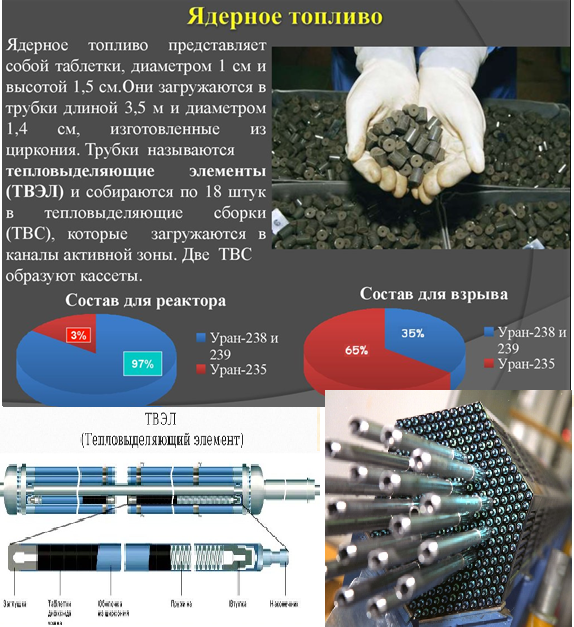 Ядерное топливо
Ядерное топливо представляет
собой таблетки, диаметром 1 см и
высотой 1,5 см.Они загружаются в
трубки длиной 3,5 м и диаметром
1,4 см, изготовленные из
циркония. Трубки называются
тепловыделяющие элементы
(ТВЭЛ) и собираются по 18 штук
в тепловыделяющие сборки
(ТВС), которые загружаются в
каналы активной зоны. Две ТВС
образуют кассеты.
Состав для реактора
3%
97%
Уран-238 и
239
Уран-235
Состав для взрыва
35%
65%
Уран-238 и
239
Уран-235
ТВЭЛ
(Тепловыделяющий элемент)
Заглушка
Таблетки
диоксида
урана
Оболочка
из циркония
Пружина
Втулка
Наконечник